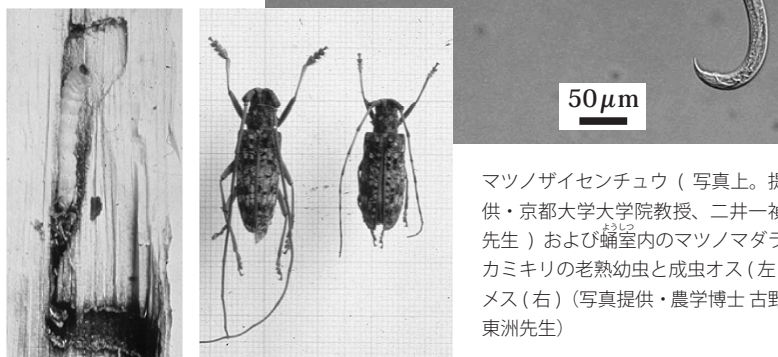 50μm
マツノザイセンチュウ ( 写真上。提
供・京都大学大学院教授、二井一禎
先生 ) および蛹室内のマツノマダラ
ようしつ
カミキリの老熟幼虫と成虫オス ( 左
メス ( 右 )（写真提供・農学博士 古野
東洲先生）